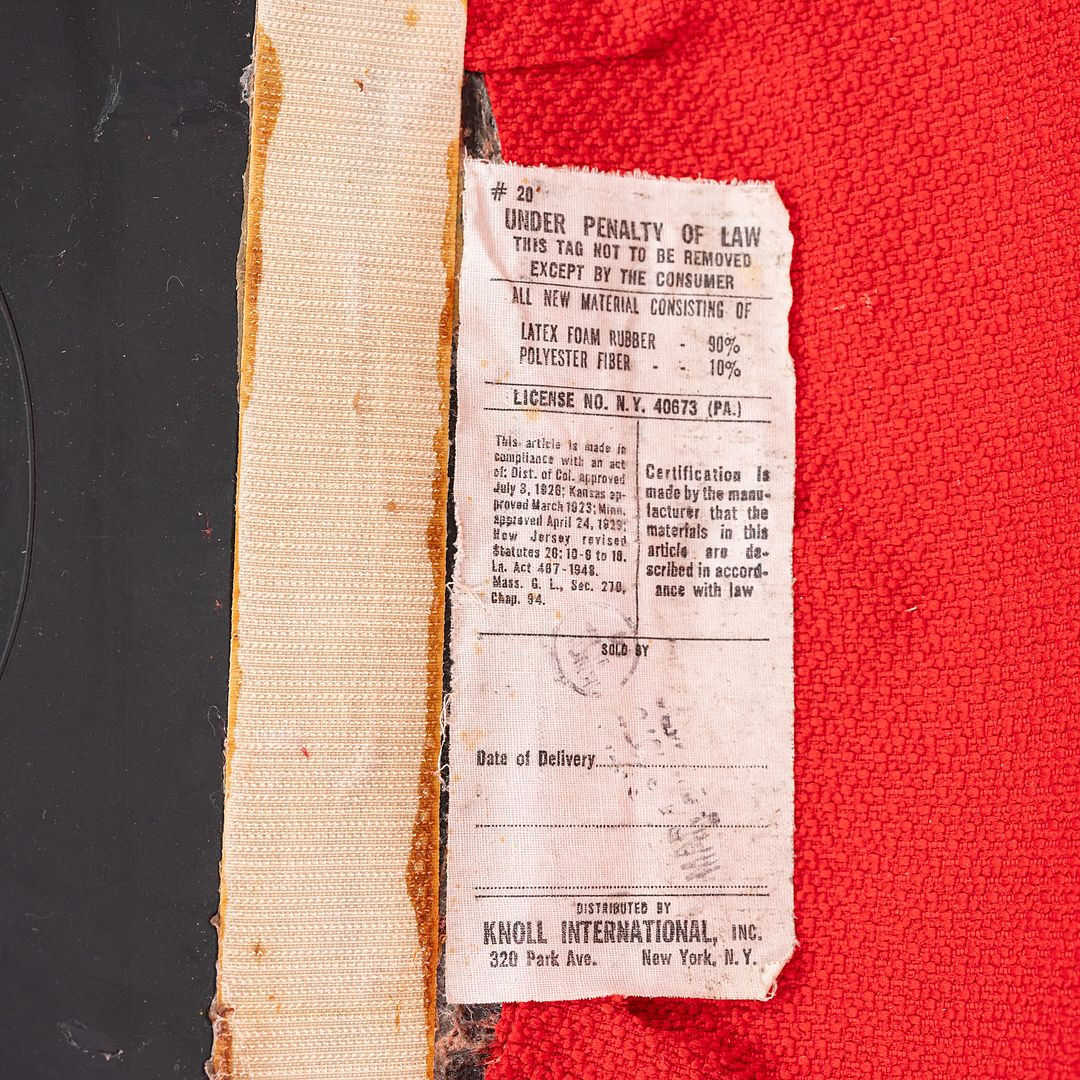 # 20
UNDER PENALTY OF LAW
THIS TAG NOT TO BE REMOVED
EXCEPT BY THE CONSUMER
ALL NEW MATERIAL CONSISTING OF
LATEX FOAM RUBBER - 90%
POLYESTER FIBER - - 10%
LICENSE NO. N.Y. 40673 (PA.)
This article is made in
compliance with an act
of: Dist. of Col. approved
July 3, 1926; Kansas ap-
proved March 1923; Minn.
approved April 24, 1929;
New Jersey revised
Statutes 26:10-6 to 18.
La. Act 467-1948.
Mass. G. L., Sec. 270,
Chap. 94.
Certification is
made by the manu-
facturer that the
materials in this
article are de-
scribed in accord-
ance with law
SOLD BY
Date of Delivery
DISTRIBUTED BY
KNOLL INTERNATIONAL, INC.
320 Park Ave. New York, N.Y.